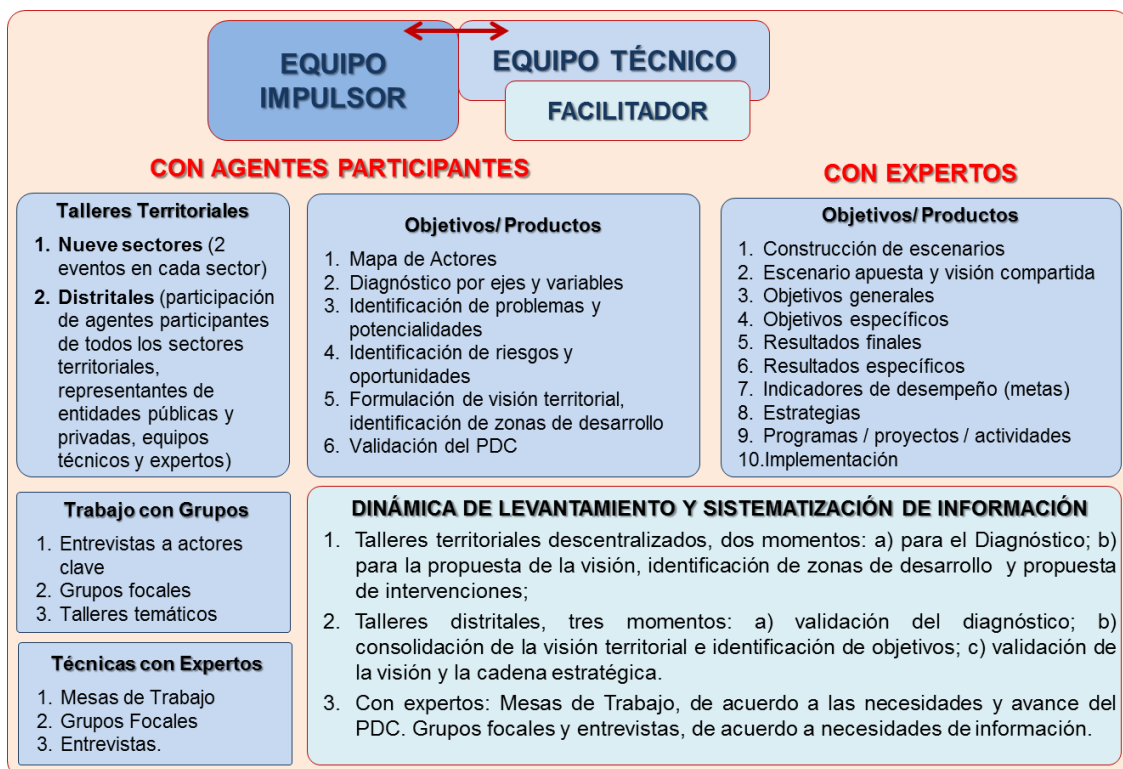 EQUIPO
IMPULSOR
EQUIPO TÉCNICO
FACILITADOR
CON AGENTES PARTICIPANTES
CON EXPERTOS
Talleres Territoriales
1. Nueve sectores (2
eventos en cada sector)
2. Distritales (participación
de agentes participantes
de todos los sectores
territoriales,
representantes de
entidades públicas y
privadas, equipos
técnicos y expertos)
Objetivos/ Productos
1. Mapa de Actores
2. Diagnóstico por ejes y variables
3. Identificación de problemas y
potencialidades
4. Identificación de riesgos y
oportunidades
5. Formulación de visión territorial,
identificación de zonas de desarrollo
6. Validación del PDC
Objetivos/ Productos
1. Construcción de escenarios
2. Escenario apuesta y visión compartida
3. Objetivos generales
4. Objetivos específicos
5. Resultados finales
6. Resultados específicos
7. Indicadores de desempeño (metas)
8. Estrategias
9. Programas / proyectos / actividades
10.Implementación
Trabajo con Grupos
1. Entrevistas a actores
clave
2. Grupos focales
3. Talleres temáticos
Técnicas con Expertos
1. Mesas de Trabajo
2. Grupos Focales
3. Entrevistas.
DINÁMICA DE LEVANTAMIENTO Y SISTEMATIZACIÓN DE INFORMACIÓN
1. Talleres territoriales descentralizados, dos momentos: a) para el Diagnóstico; b)
para la propuesta de la visión, identificación de zonas de desarrollo y propuesta
de intervenciones;
2. Talleres distritales, tres momentos: a) validación del diagnóstico; b)
consolidación de la visión territorial e identificación de objetivos; c) validación de
la visión y la cadena estratégica.
3. Con expertos: Mesas de Trabajo, de acuerdo a las necesidades y avance del
PDC. Grupos focales y entrevistas, de acuerdo a necesidades de información.